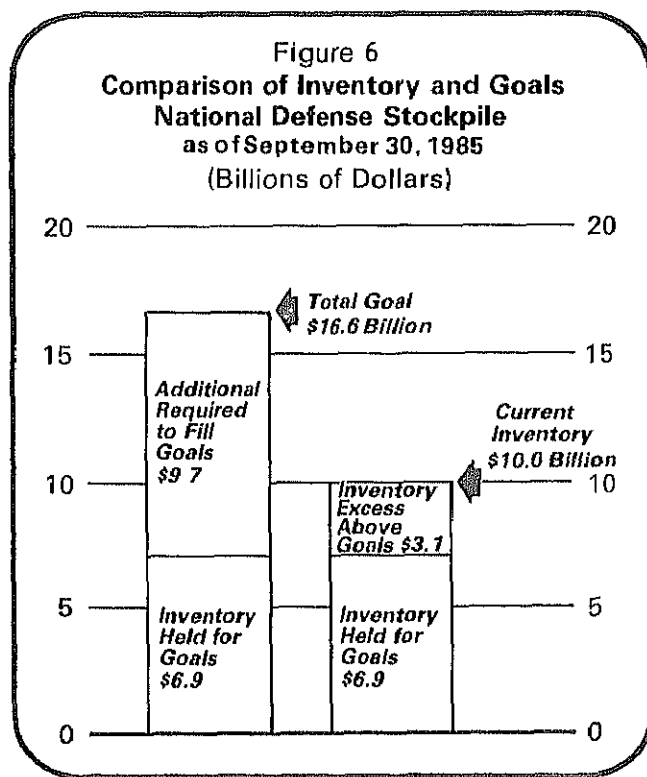 Figure 6
Comparison of Inventory and Goals
National Defense Stockpile
as of September 30, 1985
(Billions of Dollars)
20
20
Total Goal
$16.6 Billion
15
15
Additional
Required
to Fill
Goals
$9 7
Current
Inventory
$10.0 Billion
10
10
Inventory
Excess
Above
Goals $3.1
5
5
Inventory
Held for
Goals
$6.9
Inventory
Held for
Goals
$6.9
0
0